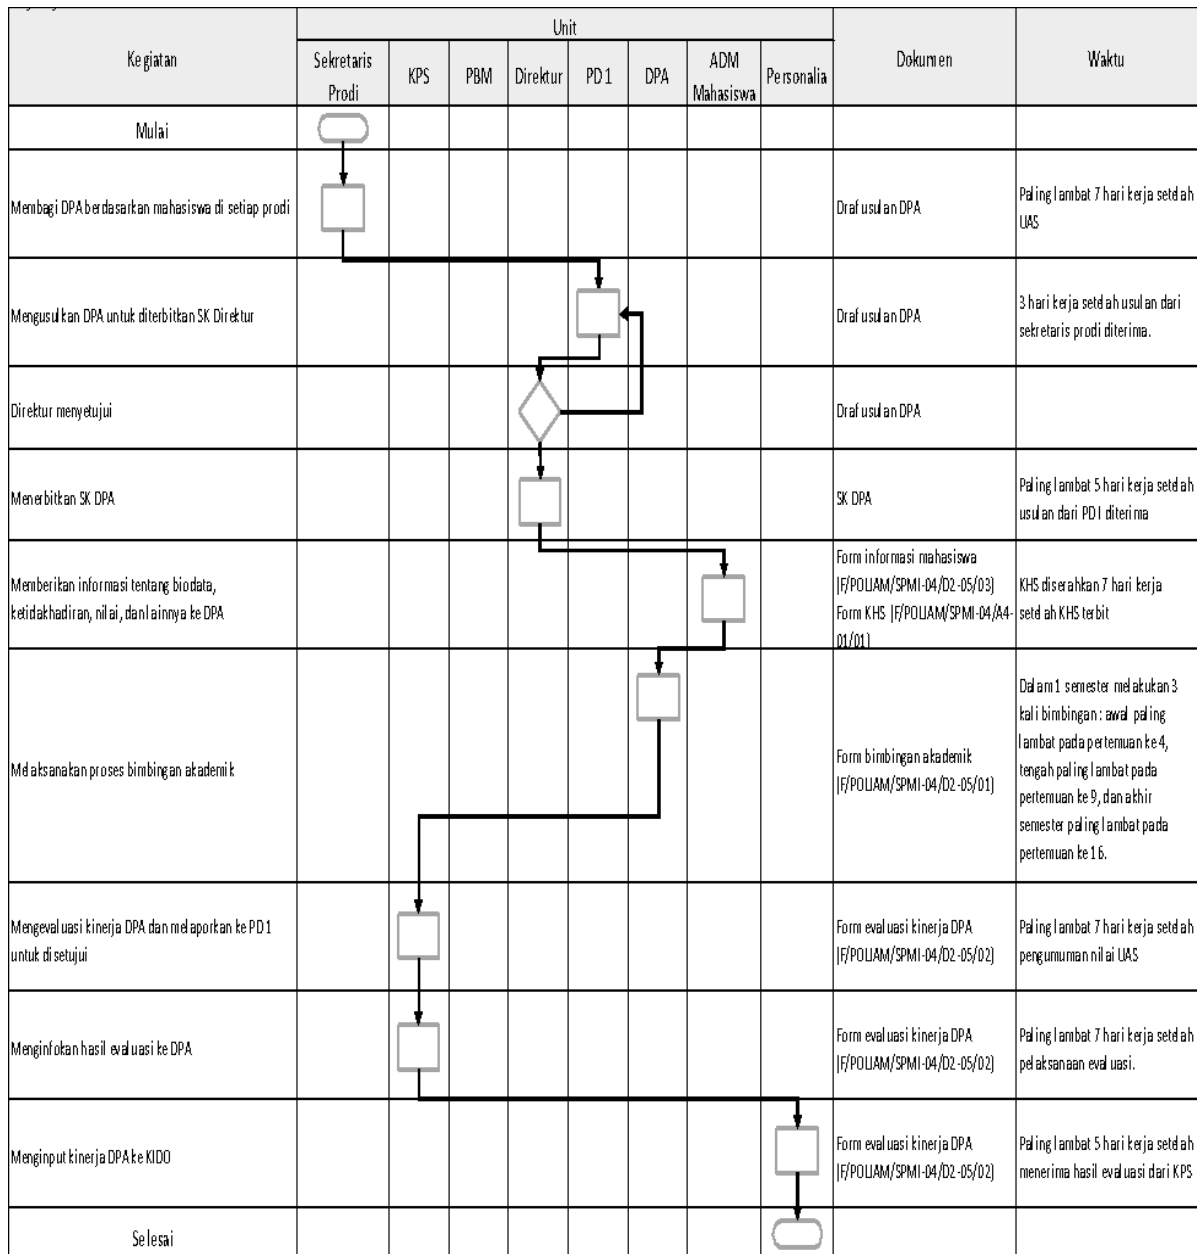 Unit
Kegiatan
Sekretaris
Prodi
KPS
PBM
Direktur
PD 1
DPA
ADM
Mahasiswa
Personalia
Dokumen
Waktu
Mulai
Membagi DPA berdasarkan mahasiswa di setiap prodi
Draf usulan DPA
Paling lambat 7 hari kerja setelah
UAS
Mengusulkan DPA untuk diterbitkan SK Direktur
Draf usulan DPA
3 hari kerja setelah usulan dari
sekretaris prodi diterima.
Direktur menyetujui
Draf usulan DPA
Menerbitkan SK DPA
SK DPA
Paling lambat 5 hari kerja setelah
usulan dari PD I diterima
Memberikan informasi tentang biodata,
ketidakhadiran, nilai, dan lainnya ke DPA
Form informasi mahasiswa
(F/POLIAM/SPMI-04/D2-05/03)
Form KHS (F/POLIAM/SPMI-04/A4-
01/01)
KHS diserahkan 7 hari kerja
setelah KHS terbit
Melaksanakan proses bimbingan akademik
Form bimbingan akademik
(F/POLIAM/SPMI-04/D2-05/01)
Dalam 1 semester melakukan 3
kali bimbingan : awal paling
lambat pada pertemuan ke 4,
tengah paling lambat pada
pertemuan ke 9, dan akhir
semester paling lambat pada
pertemuan ke 16.
Mengevaluasi kinerja DPA dan melaporkan ke PD 1
untuk disetujui
Form evaluasi kinerja DPA
(F/POLIAM/SPMI-04/D2-05/02)
Paling lambat 7 hari kerja setelah
pengumuman nilai UAS
Menginfokan hasil evaluasi ke DPA
Form evaluasi kinerja DPA
(F/POLIAM/SPMI-04/D2-05/02)
Paling lambat 7 hari kerja setelah
pelaksanaan evaluasi.
Menginput kinerja DPA ke KIDO
Form evaluasi kinerja DPA
(F/POLIAM/SPMI-04/D2-05/02)
Paling lambat 5 hari kerja setelah
menerima hasil evaluasi dari KPS
Selesai